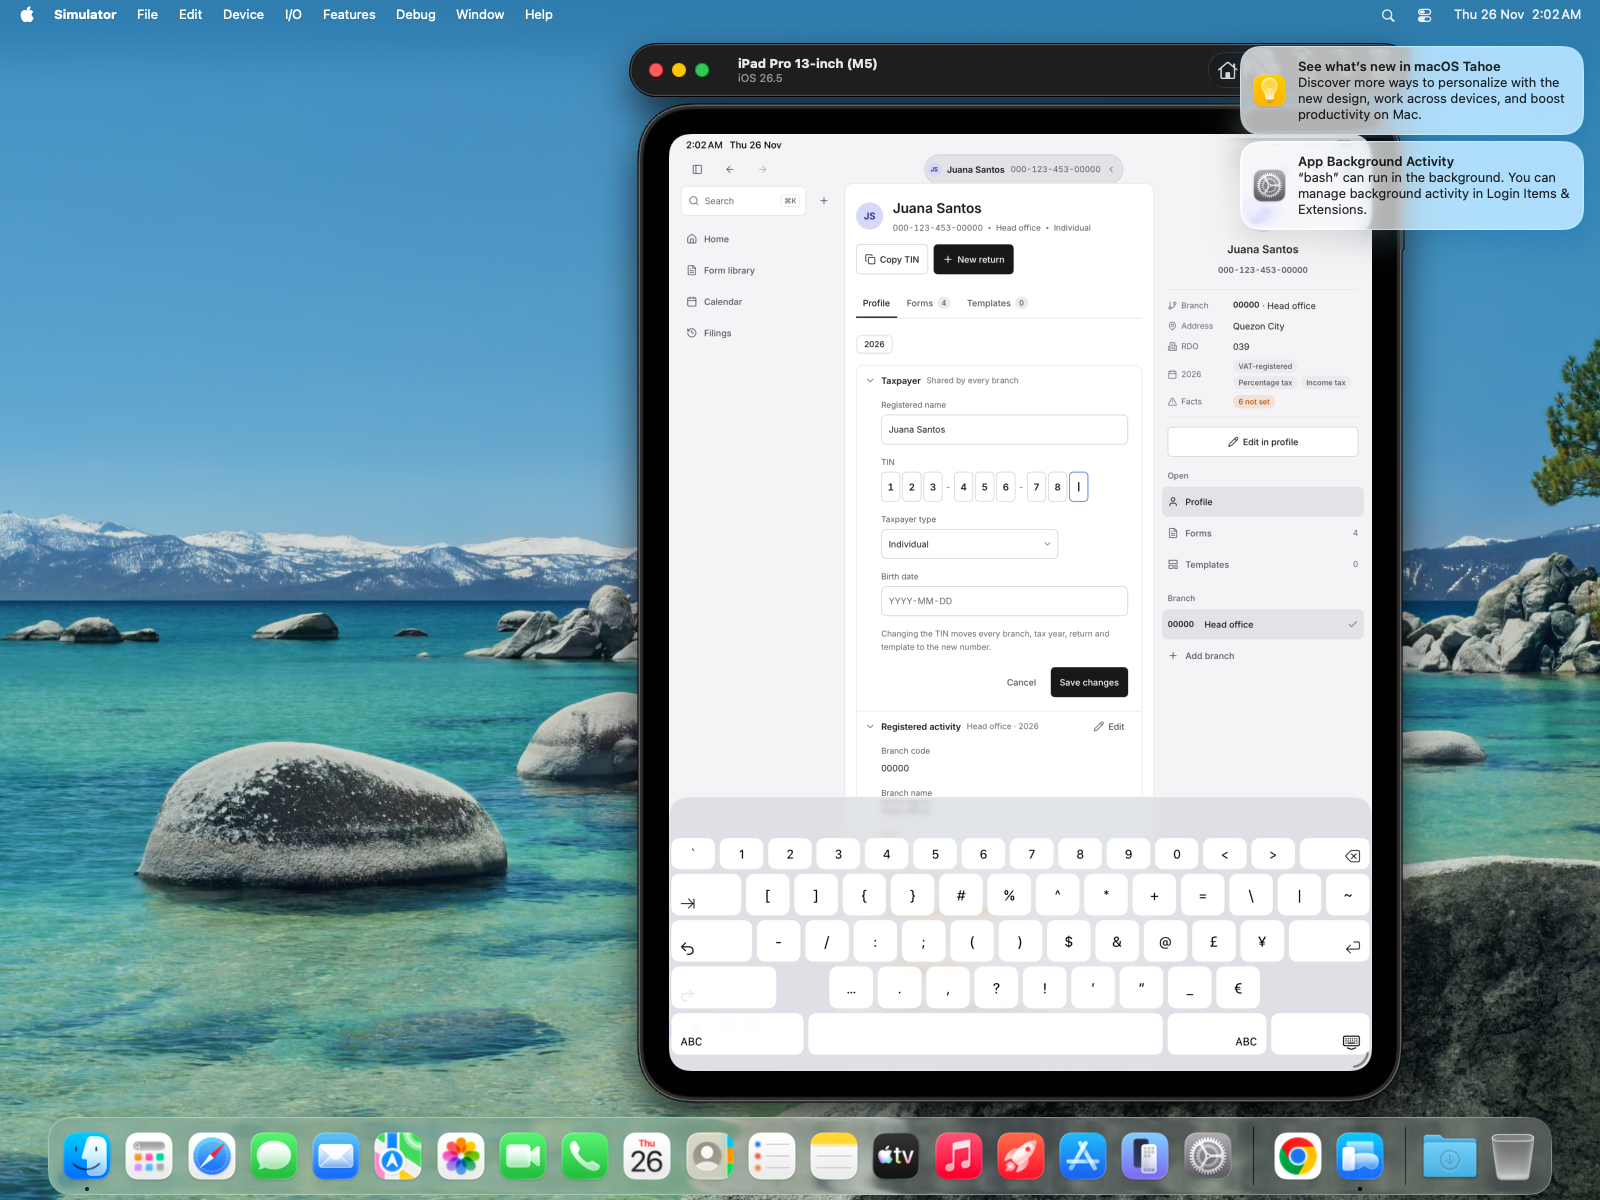 Simulator File Edit Device I/O Features Debug Window Help
Thu 26 Nov 2:02 AM
iPad Pro 13-inch (M5)
iOS 26.5
See what's new in macOS Tahoe
Discover more ways to personalize with the
new design, work across devices, and boost
productivity on Mac.
App Background Activity
“bash” can run in the background. You can
manage background activity in Login Items &
Extensions.
2:02 AM Thu 26 Nov
JS Juana Santos 000-123-453-00000
Search ⌘K
Home
Form library
Calendar
Filings
JS
Juana Santos
000-123-453-00000 • Head office • Individual
Copy TIN
New return
Profile Forms 4 Templates 0
2026
Taxpayer Shared by every branch
Registered name
Juana Santos
TIN
1 2 3 - 4 5 6 - 7 8
Taxpayer type
Individual
Birth date
YYYY-MM-DD
Changing the TIN moves every branch, tax year, return and
template to the new number.
Cancel Save changes
Registered activity Head office · 2026 Edit
Branch code
00000
Branch name
Juana Santos
000-123-453-00000
Branch 00000 · Head office
Address Quezon City
RDO 039
2026 VAT-registered
Percentage tax Income tax
Facts 6 not set
Edit in profile
Open
Profile
Forms 4
Templates 0
Branch
00000 Head office
Add branch
` 1 2 3 4 5 6 7 8 9 0 < >
[ ] { } # % ^ * + = \ | ~
- / : ; ( ) $ & @ £ ¥
… . , ? ! ' " _ €
ABC ABC
Thu
26
tv